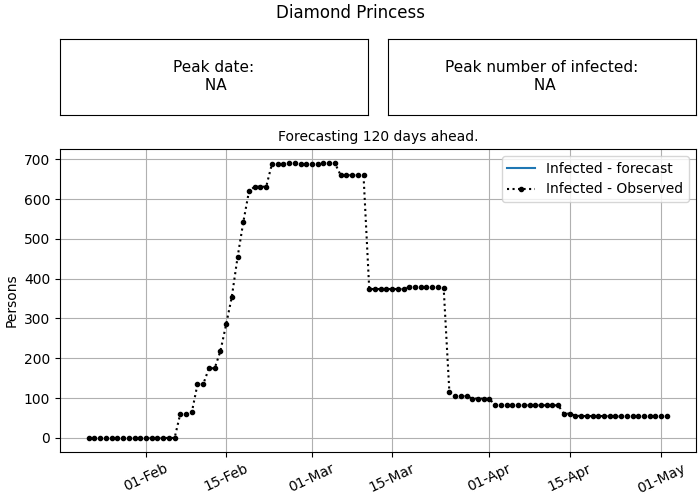 Diamond Princess
Peak date:
NA
Peak number of infected:
NA
Forecasting 120 days ahead.
Infected - forecast
Infected - Observed
700
600
500
400
300
200
100
0
Persons
01-Feb
15-Feb
01-Mar
15-Mar
01-Apr
15-Apr
01-May